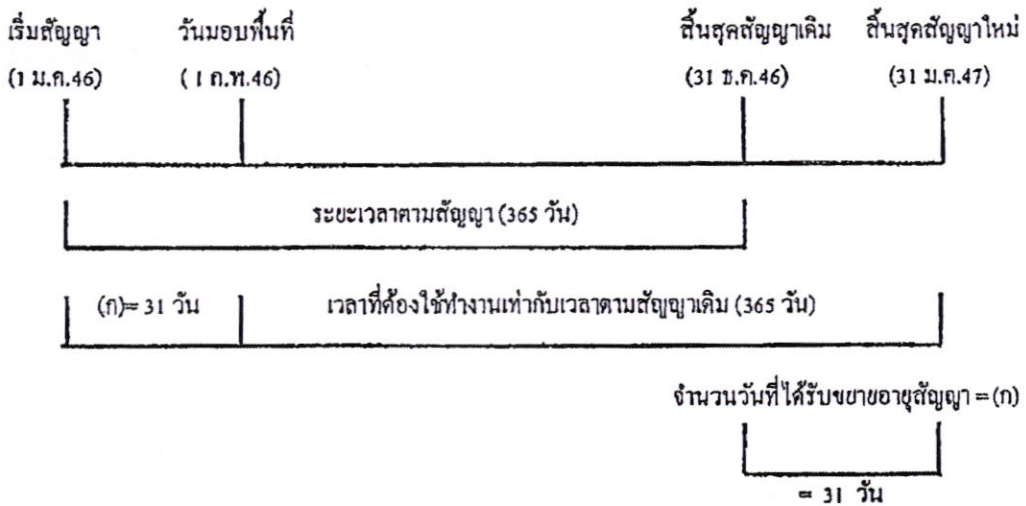 เริ่มสัญญา วันมอบพื้นที่ สิ้นสุดสัญญาเดิม สิ้นสุดสัญญาใหม่
(1 ม.ค.46) ( 1 ก.พ.46) (31 ธ.ค.46) (31 ม.ค.47)
ระยะเวลาตามสัญญา (365 วัน)
(ก)= 31 วัน เวลาที่ต้องใช้ทำงานเท่ากับเวลาตามสัญญาเดิม (365 วัน)
จำนวนวันที่ได้รับขยายอายุสัญญา = (ก)
= 31 วัน